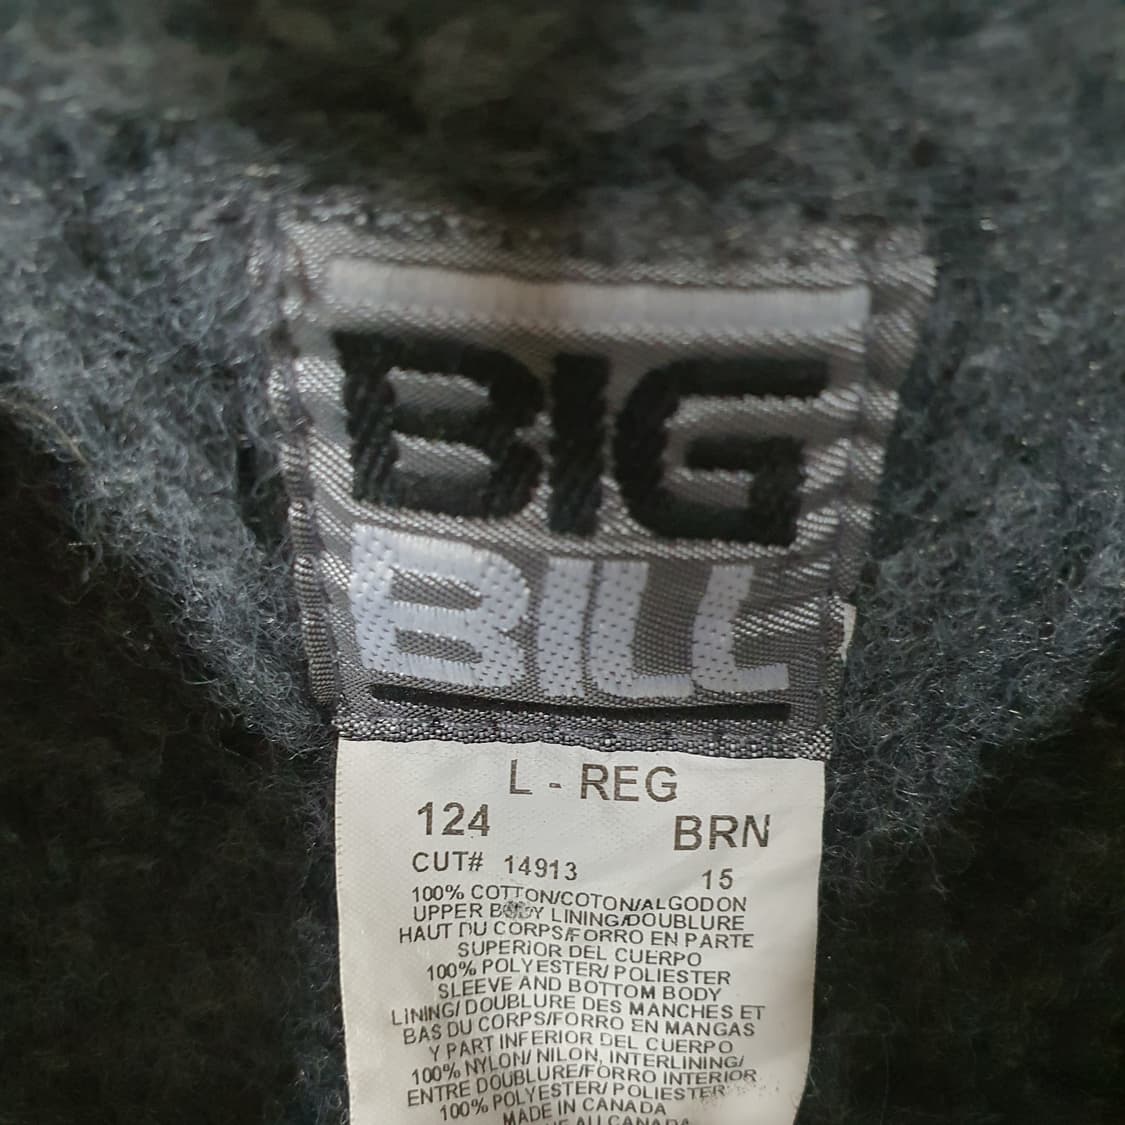 BIG
BILL
L - REG
124 BRN
CUT# 14913 15
100% COTTON/COTON/ALGODON
UPPER BODY LINING/DOUBLURE
HAUT DU CORPS/FORRO EN PARTE
SUPERIOR DEL CUERPO
100% POLYESTER/ POLIESTER
SLEEVE AND BOTTOM BODY
LINING/ DOUBLURE DES MANCHES ET
BAS DU CORPS/FORRO EN MANGAS
Y PART INFERIOR DEL CUERPO
100% NYLON/ NILON, INTERLINING/
ENTRE DOUBLURE/FORRO INTERIOR
100% POLYESTER/ POLIESTER
MADE IN CANADA
AU CANADA